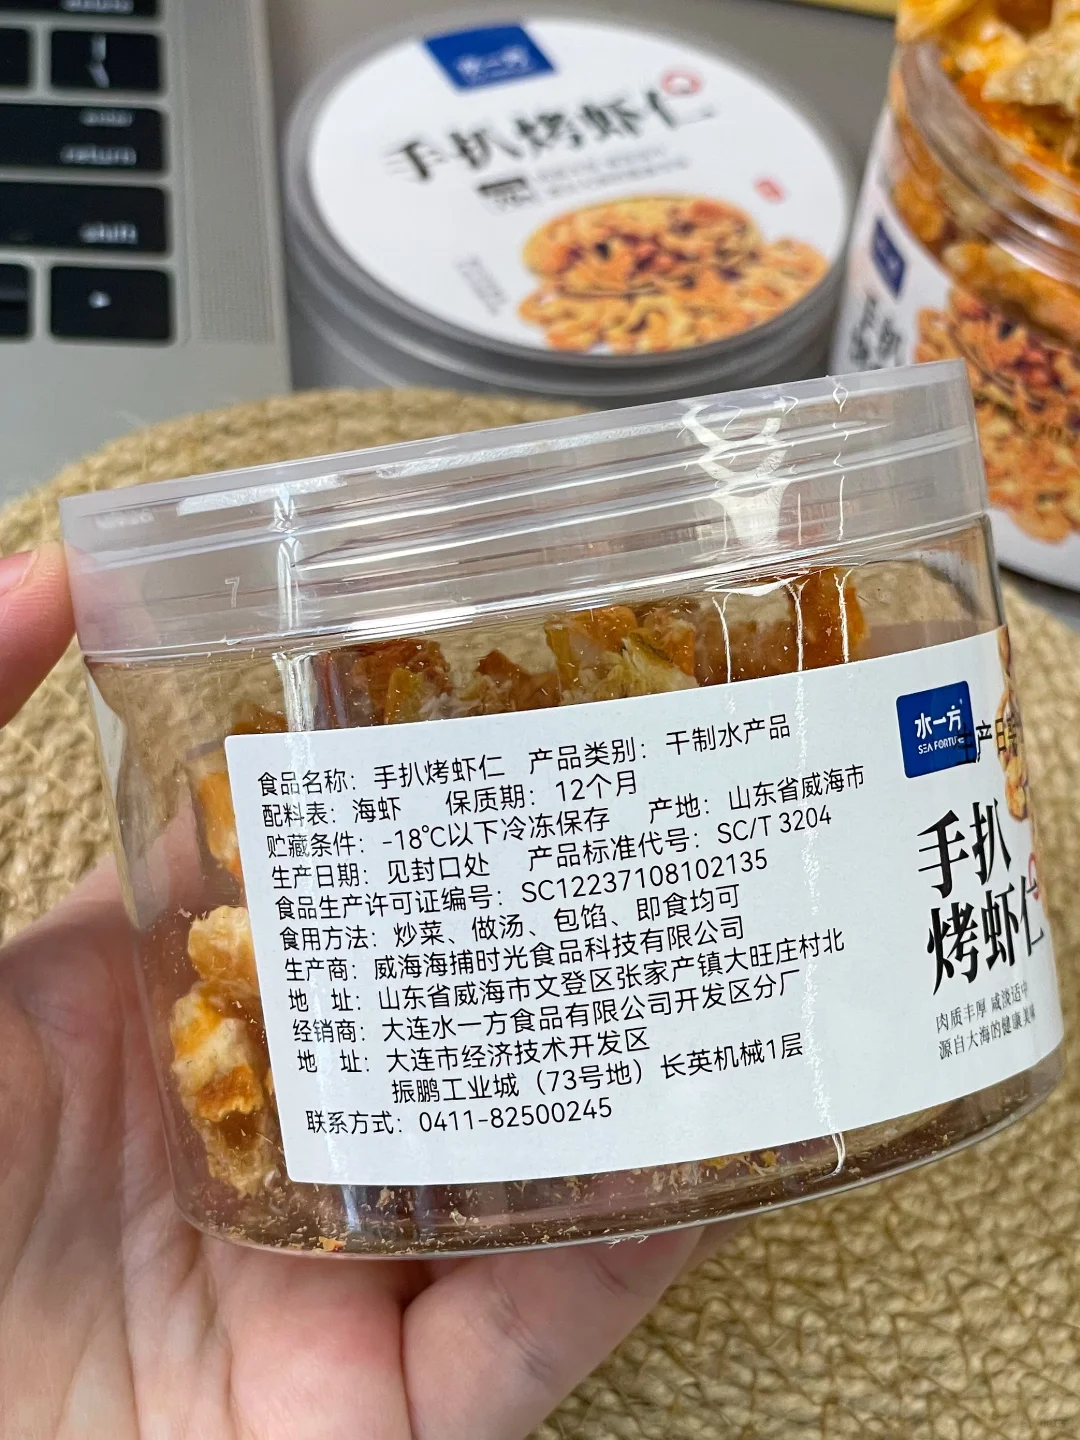 return
shift
水一方
手扒烤虾仁
7
食品名称：手扒烤虾仁 产品类别：干制水产品
配料表：海虾 保质期：12个月
贮藏条件：-18℃以下冷冻保存 产地：山东省威海市
生产日期：见封口处 产品标准代号：SC/T 3204
食品生产许可证编号：SC12237108102135
食用方法：炒菜、做汤、包馅、即食均可
生产商：威海海捕时光食品科技有限公司
地 址：山东省威海市文登区张家产镇大旺庄村北
经销商：大连水一方食品有限公司开发区分厂
地 址：大连市经济技术开发区
振鹏工业城（73号地）长英机械1层
联系方式：0411-82500245
水一方
SEA FORTUNE
生产日期
手扒
烤虾仁
肉质丰厚 咸淡适中
源自大海的健康美味